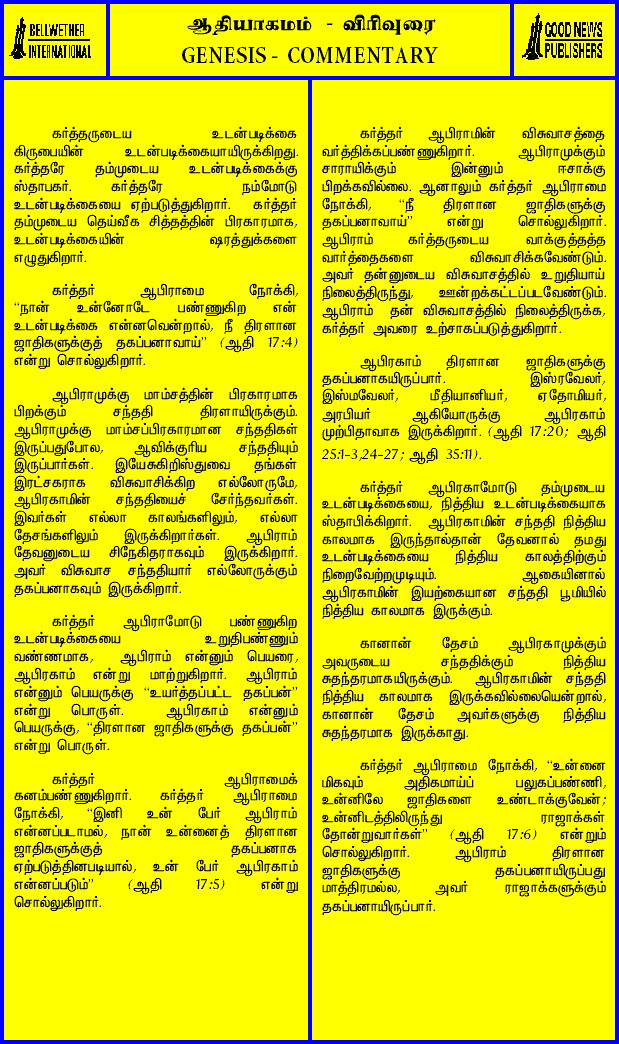 BELLWETHER
INTERNATIONAL
ஆதியாகமம் - விரிவுரை
GENESIS - COMMENTARY
GOOD NEWS
PUBLISHERS
கர்த்தருடைய உடன்படிக்கை
கிருபையின் உடன்படிக்கையாயிருக்கிறது.
கர்த்தரே தம்முடைய உடன்படிக்கைக்கு
ஸ்தாபகர். கர்த்தரே நம்மோடு
உடன்படிக்கையை ஏற்படுத்துகிறார். கர்த்தர்
தம்முடைய தெய்வீக சித்தத்தின் பிரகாரமாக,
உடன்படிக்கையின் ஷரத்துக்களை
எழுதுகிறார்.
கர்த்தர் ஆபிராமை நோக்கி,
“நான் உன்னோடே பண்ணுகிற என்
உடன்படிக்கை என்னவென்றால், நீ திரளான
ஜாதிகளுக்குத் தகப்பனாவாய்” (ஆதி 17:4)
என்று சொல்லுகிறார்.
ஆபிராமுக்கு மாம்சத்தின் பிரகாரமாக
பிறக்கும் சந்ததி திரளாயிருக்கும்.
ஆபிராமுக்கு மாம்சப்பிரகாரமான சந்ததிகள்
இருப்பதுபோல, ஆவிக்குரிய சந்ததியும்
இருப்பார்கள். இயேசுகிறிஸ்துவை தங்கள்
இரட்சகராக விசுவாசிக்கிற எல்லோருமே,
ஆபிரகாமின் சந்ததியைச் சேர்ந்தவர்கள்.
இவர்கள் எல்லா காலங்களிலும், எல்லா
தேசங்களிலும் இருக்கிறார்கள். ஆபிராம்
தேவனுடைய சிநேகிதராகவும் இருக்கிறார்.
அவர் விசுவாச சந்ததியார் எல்லோருக்கும்
தகப்பனாகவும் இருக்கிறார்.
கர்த்தர் ஆபிராமோடு பண்ணுகிற
உடன்படிக்கையை உறுதிபண்ணும்
வண்ணமாக, ஆபிராம் என்னும் பெயரை,
ஆபிரகாம் என்று மாற்றுகிறார். ஆபிராம்
என்னும் பெயருக்கு “உயர்த்தப்பட்ட தகப்பன்”
என்று பொருள். ஆபிரகாம் என்னும்
பெயருக்கு, “திரளான ஜாதிகளுக்கு தகப்பன்”
என்று பொருள்.
கர்த்தர் ஆபிராமைக்
கனம்பண்ணுகிறார். கர்த்தர் ஆபிராமை
நோக்கி, “இனி உன் பேர் ஆபிராம்
என்னப்படாமல், நான் உன்னைத் திரளான
ஜாதிகளுக்குத் தகப்பனாக
ஏற்படுத்தினபடியால், உன் பேர் ஆபிரகாம்
என்னப்படும்” (ஆதி 17:5) என்று
சொல்லுகிறார்.
கர்த்தர் ஆபிராமின் விசுவாசத்தை
வர்த்திக்கப்பண்ணுகிறார். ஆபிராமுக்கும்
சாராயிக்கும் இன்னும் ஈசாக்கு
பிறக்கவில்லை. ஆனாலும் கர்த்தர் ஆபிராமை
நோக்கி, “நீ திரளான ஜாதிகளுக்கு
தகப்பனாவாய்” என்று சொல்லுகிறார்.
ஆபிராம் கர்த்தருடைய வாக்குத்தத்த
வார்த்தைகளை விசுவாசிக்கவேண்டும்.
அவர் தன்னுடைய விசுவாசத்தில் உறுதியாய்
நிலைத்திருந்து, ஊன்றக்கட்டப்படவேண்டும்.
ஆபிராம் தன் விசுவாசத்தில் நிலைத்திருக்க,
கர்த்தர் அவரை உற்சாகப்படுத்துகிறார்.
ஆபிரகாம் திரளான ஜாதிகளுக்கு
தகப்பனாகயிருப்பார். இஸ்ரவேலர்,
இஸ்மவேலர், மீதியானியர், ஏதோமியர்,
அரபியர் ஆகியோருக்கு ஆபிரகாம்
முற்பிதாவாக இருக்கிறார். (ஆதி 17:20; ஆதி
25:1-3,24-27; ஆதி 35:11).
கர்த்தர் ஆபிரகாமோடு தம்முடைய
உடன்படிக்கையை, நித்திய உடன்படிக்கையாக
ஸ்தாபிக்கிறார். ஆபிரகாமின் சந்ததி நித்திய
காலமாக இருந்தால்தான் தேவனால் தமது
உடன்படிக்கையை நித்திய காலத்திற்கும்
நிறைவேற்றமுடியும். ஆகையினால்
ஆபிரகாமின் இயற்கையான சந்ததி பூமியில்
நித்திய காலமாக இருக்கும்.
கானான் தேசம் ஆபிரகாமுக்கும்
அவருடைய சந்ததிக்கும் நித்திய
சுதந்தரமாகயிருக்கும். ஆபிரகாமின் சந்ததி
நித்திய காலமாக இருக்கவில்லையென்றால்,
கானான் தேசம் அவர்களுக்கு நித்திய
சுதந்தரமாக இருக்காது.
கர்த்தர் ஆபிராமை நோக்கி, “உன்னை
மிகவும் அதிகமாய்ப் பலுகப்பண்ணி,
உன்னிலே ஜாதிகளை உண்டாக்குவேன்;
உன்னிடத்திலிருந்து ராஜாக்கள்
தோன்றுவார்கள்” (ஆதி 17:6) என்றும்
சொல்லுகிறார். ஆபிராம் திரளான
ஜாதிகளுக்கு தகப்பனாயிருப்பது
மாத்திரமல்ல, அவர் ராஜாக்களுக்கும்
தகப்பனாயிருப்பார்.